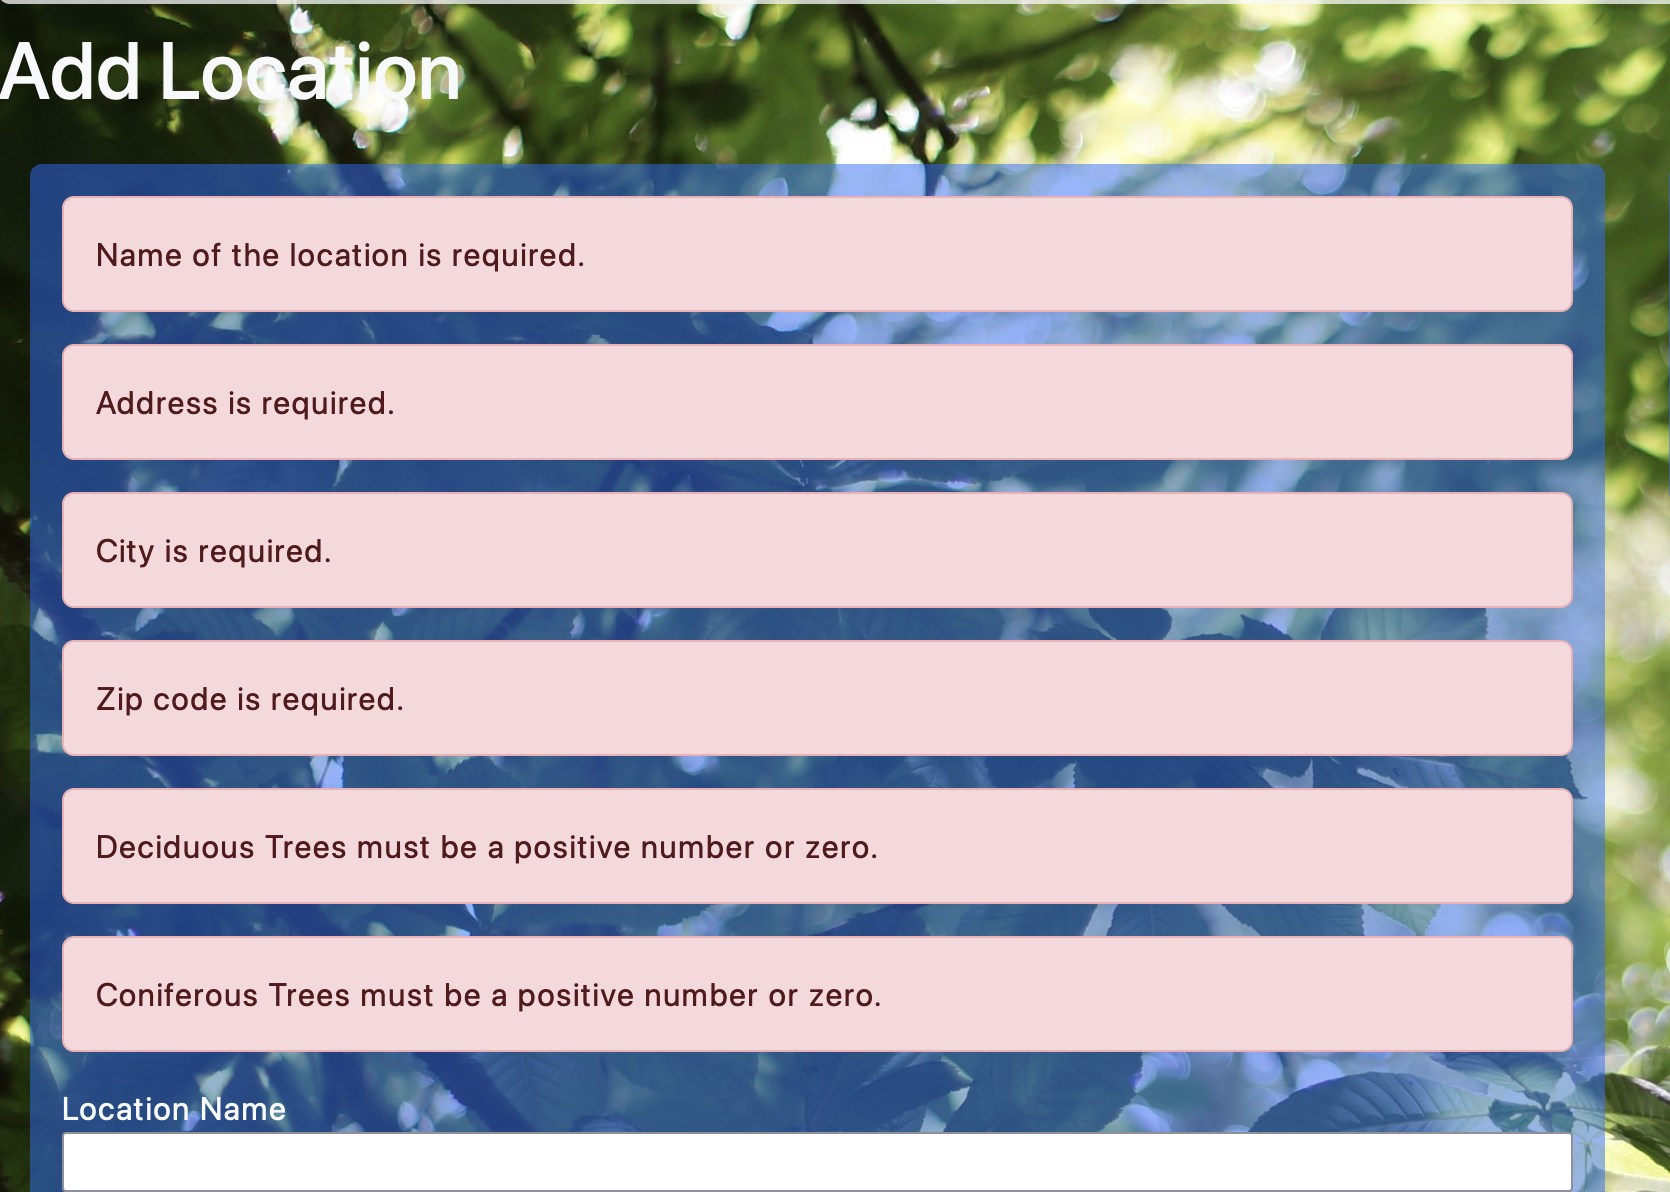 Add Location
Name of the location is required.
Address is required.
City is required.
Zip code is required.
Deciduous Trees must be a positive number or zero.
Coniferous Trees must be a positive number or zero.
Location Name